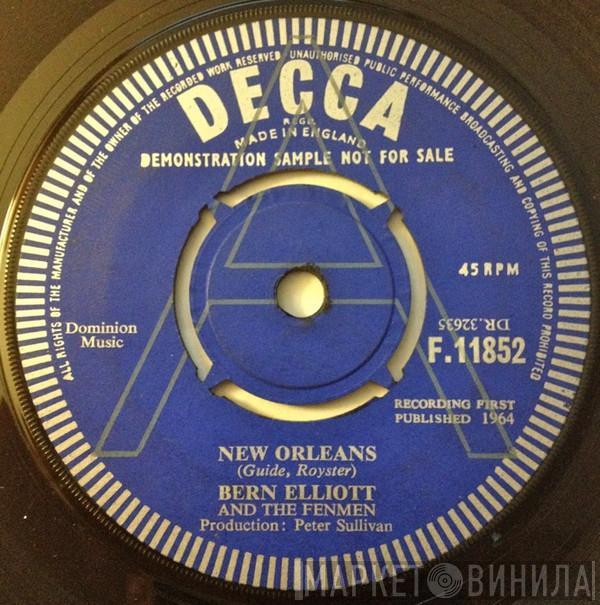 ALL RIGHTS OF THE MANUFACTURER AND OF THE OWNER OF THE RECORDED WORK RESERVED UNAUTHORISED PUBLIC PERFORMANCE BROADCASTING AND COPYING OF THIS RECORD PROHIBITED
DECCA
REGD.
MADE IN ENGLAND
DEMONSTRATION SAMPLE NOT FOR SALE
A
45 RPM
Dominion
Music
DR.32635
F.11852
RECORDING FIRST
PUBLISHED 1964
NEW ORLEANS
(Guide, Royster)
BERN ELLIOTT
AND THE FENMEN
Production: Peter Sullivan
МАРКЕТ ВИНИЛА